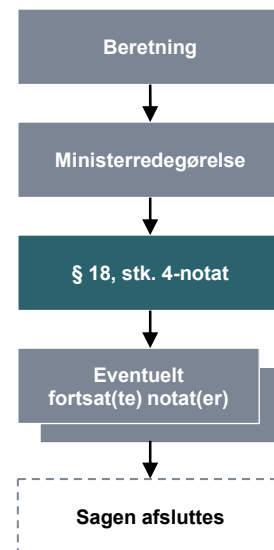 Beretning
Ministerredegørelse
§ 18, stk. 4-notat
Eventuelt
fortsat(te) notat(er)
Sagen afsluttes